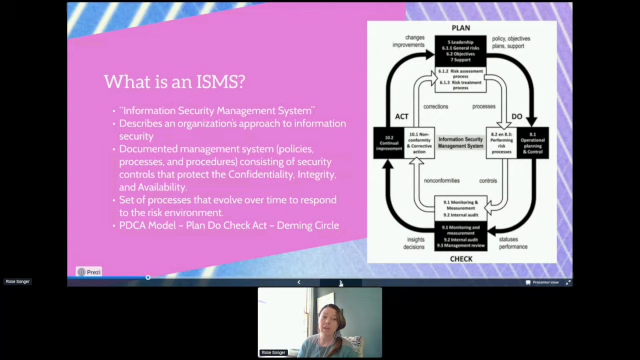 What is an ISMS?
• "Information Security Management System"
• Describes an organization's approach to information
security
• Documented management system (policies,
processes, and procedures) consisting of security
controls that protect the Confidentiality, Integrity,
and Availability.
• Set of processes that evolve over time to respond to
the risk environment.
• PDCA Model – Plan Do Check Act – Deming Circle
PLAN
changes
improvements
5 Leadership
6.1.1 General risks
6.2 Objectives
7 Support
policy, objectives
plans, support
6.1.2 Risk assessment
process
6.1.3 Risk treatment
process
corrections
processes
ACT
DO
10.2
Continual
improvement
10.1 Non-
conformity
& Corrective
action
Information Security
Management System
8.2 en 8.3:
Performing
risk
processes
8.1
Operational
planning
& Control
nonconformities
controls
9.1 Monitoring &
Measurement
9.2 Internal audit
9.1 Monitoring and
measurement
9.2 Internal audit
9.3 Management review
insights
decisions
statuses
performance
CHECK
Prezi
Presenter view